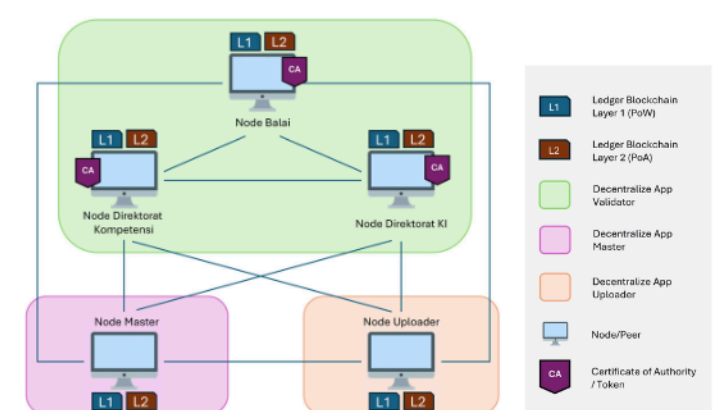 L1 L2
CA
Node Balai
L1 L2
L1 L2
CA
CA
Node Direktorat
Kompetensi
Node Direktorat KI
Node Master
Node Uploader
L1 L2
L1 L2
L1
Ledger Blockchain
Layer 1 (PoW)
L2
Ledger Blockchain
Layer 2 (PoA)
Decentralize App
Validator
Decentralize App
Master
Decentralize App
Uploader
Node/Peer
CA
Certificate of Authority
/ Token